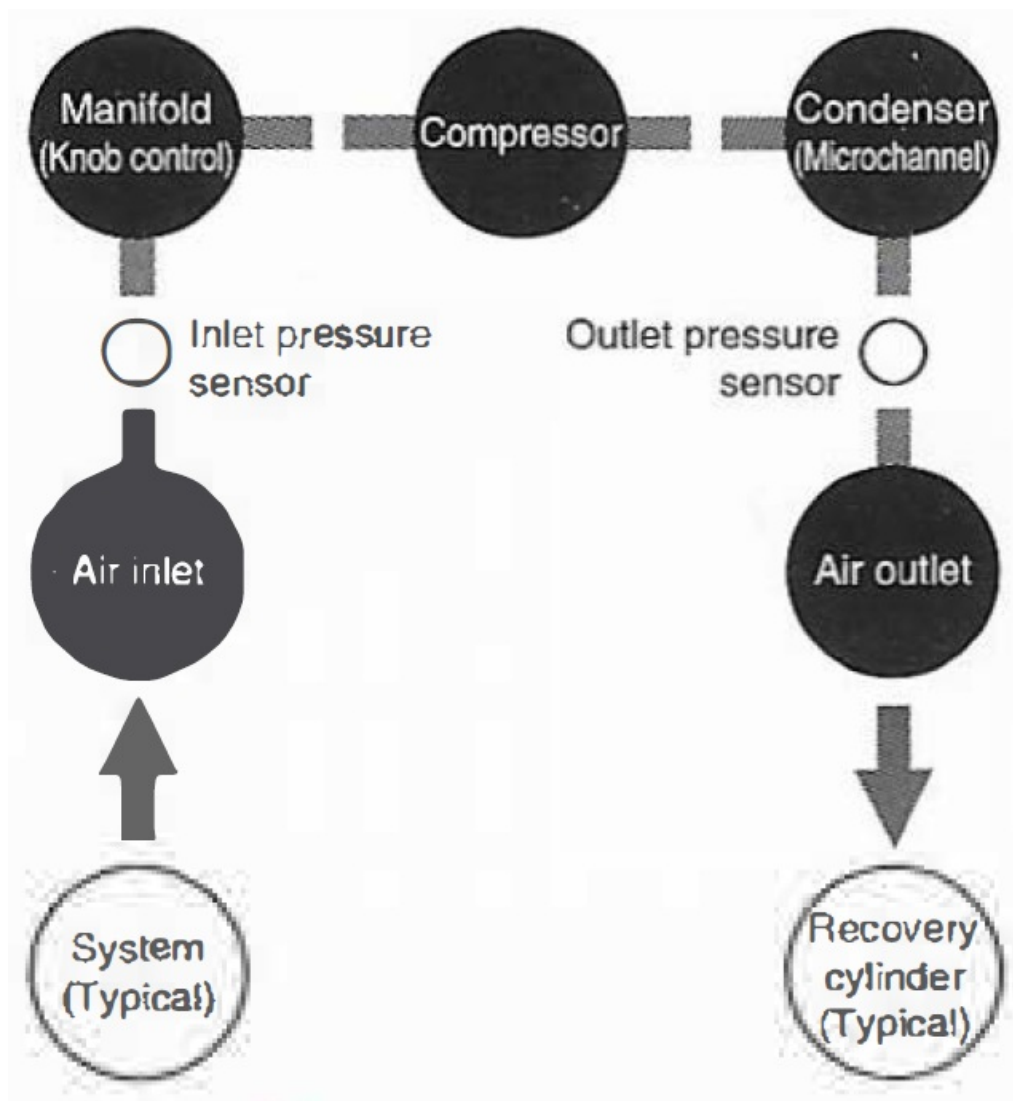 Manifold
(Knob control)
Compressor
Condenser
(Microchannel)
Inlet pressure
sensor
Outlet pressure
sensor
Air inlet
Air outlet
System
(Typical)
Recovery
cylinder
(Typical)